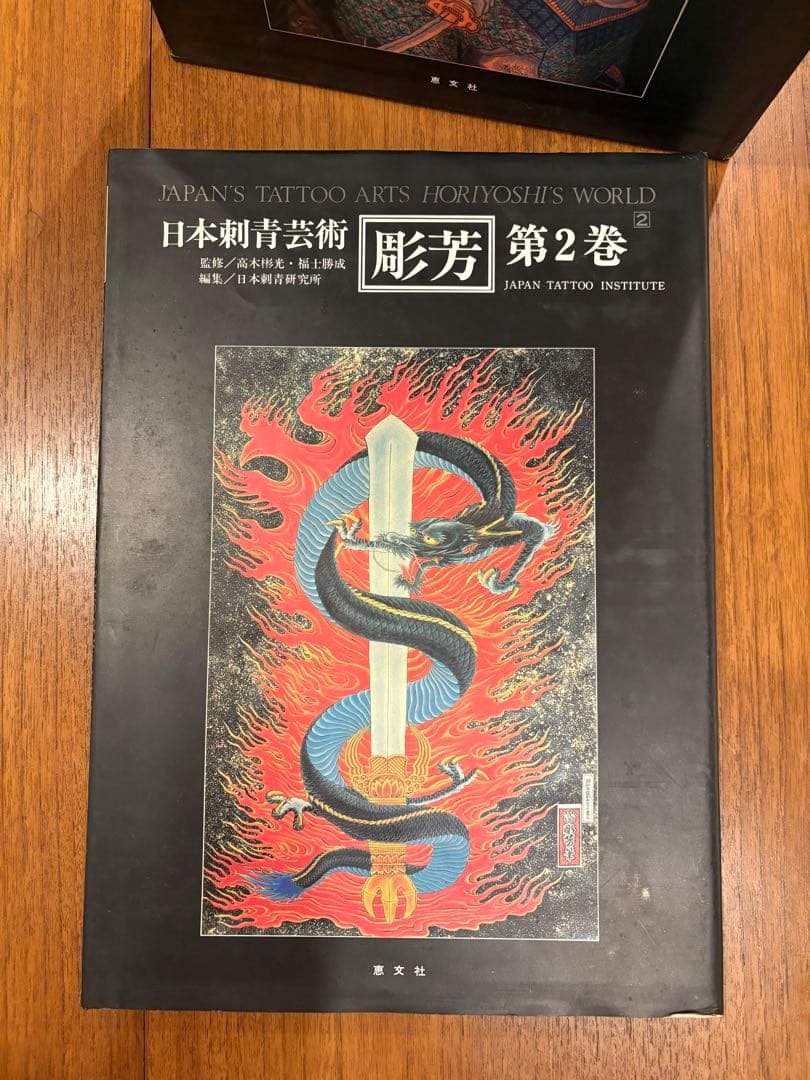 恵文社
JAPAN'S TATTOO ARTS HORIYOSHI'S WORLD
2
日本刺青芸術 彫芳 第2巻
監修／高木彬光・福士勝成
編集／日本刺青研究所
JAPAN TATTOO INSTITUTE
恵文社